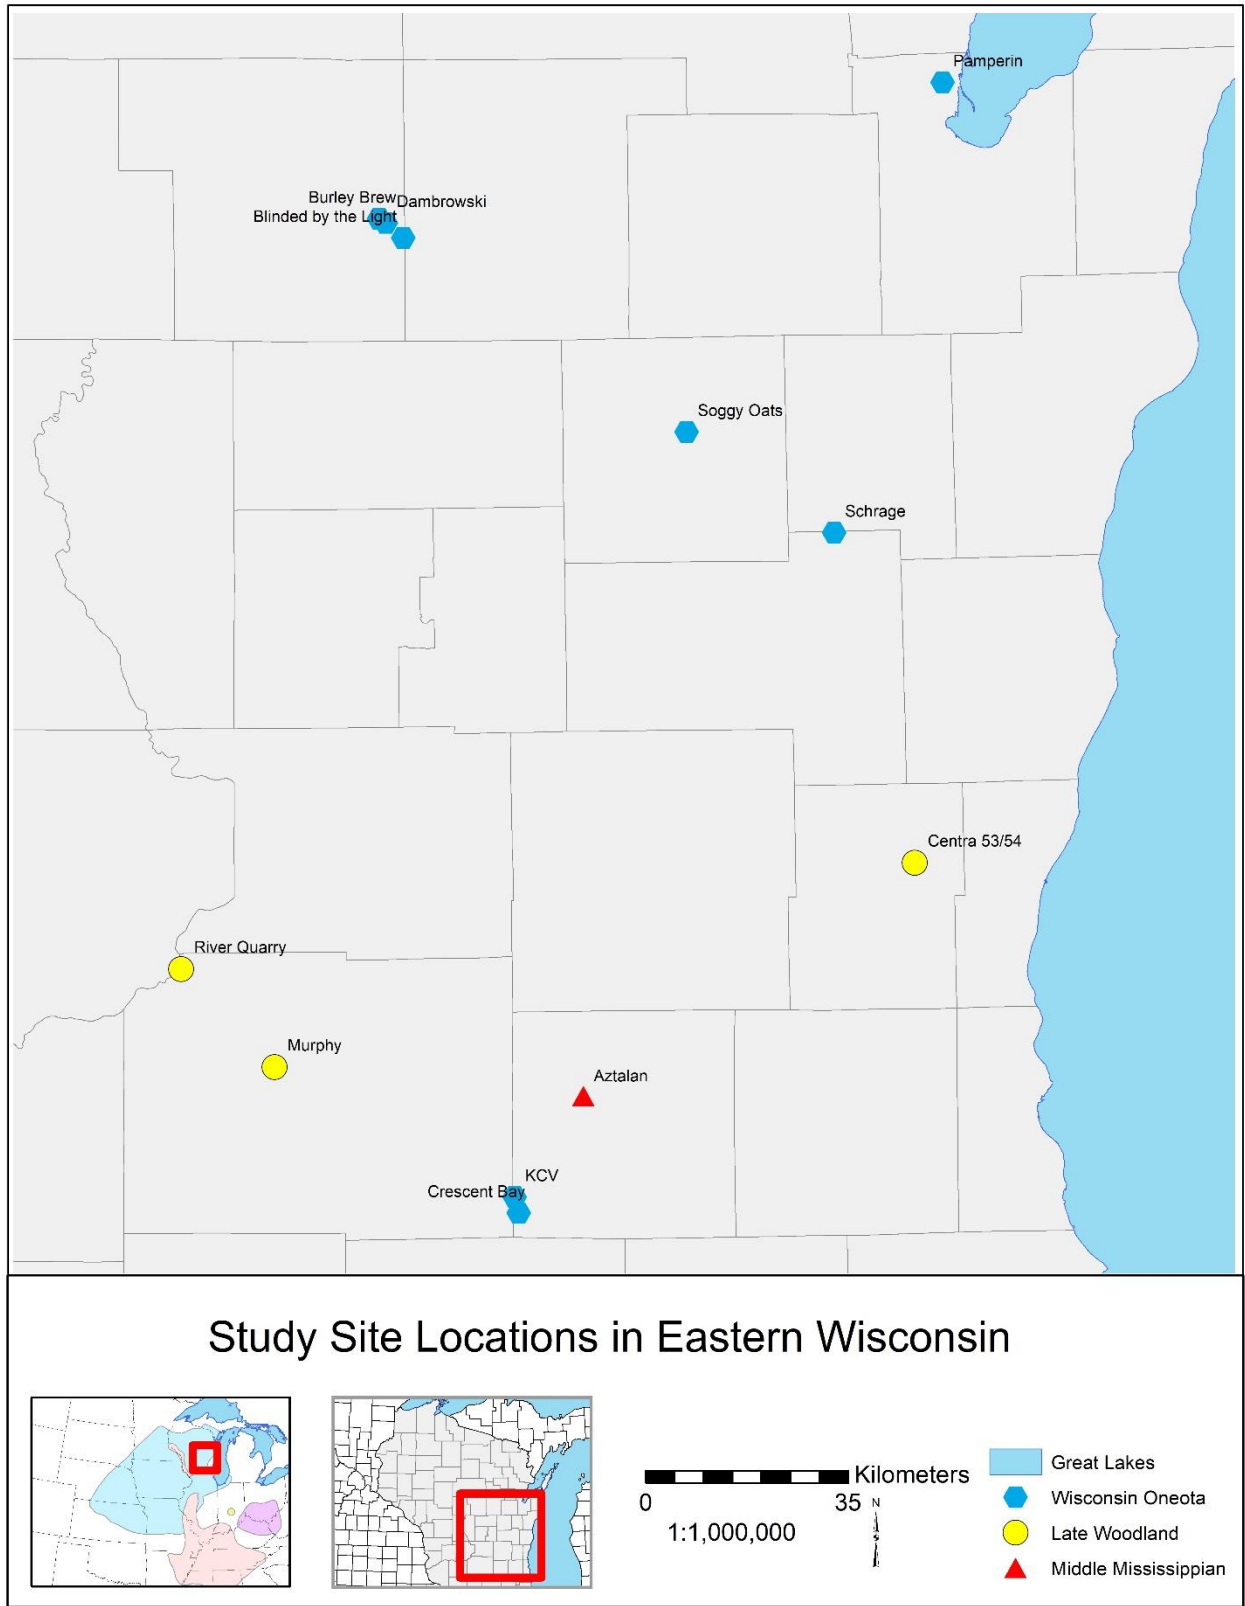 Pamperin
Burley Brew
Dambrowski
Blinded by the Light
Soggy Oats
Schrage
Centra 53/54
River Quarry
Murphy
Aztalan
KCV
Crescent Bay
Study Site Locations in Eastern Wisconsin
Kilometers
0 35
1:1,000,000
N
Great Lakes
Wisconsin Oneota
Late Woodland
Middle Mississippian